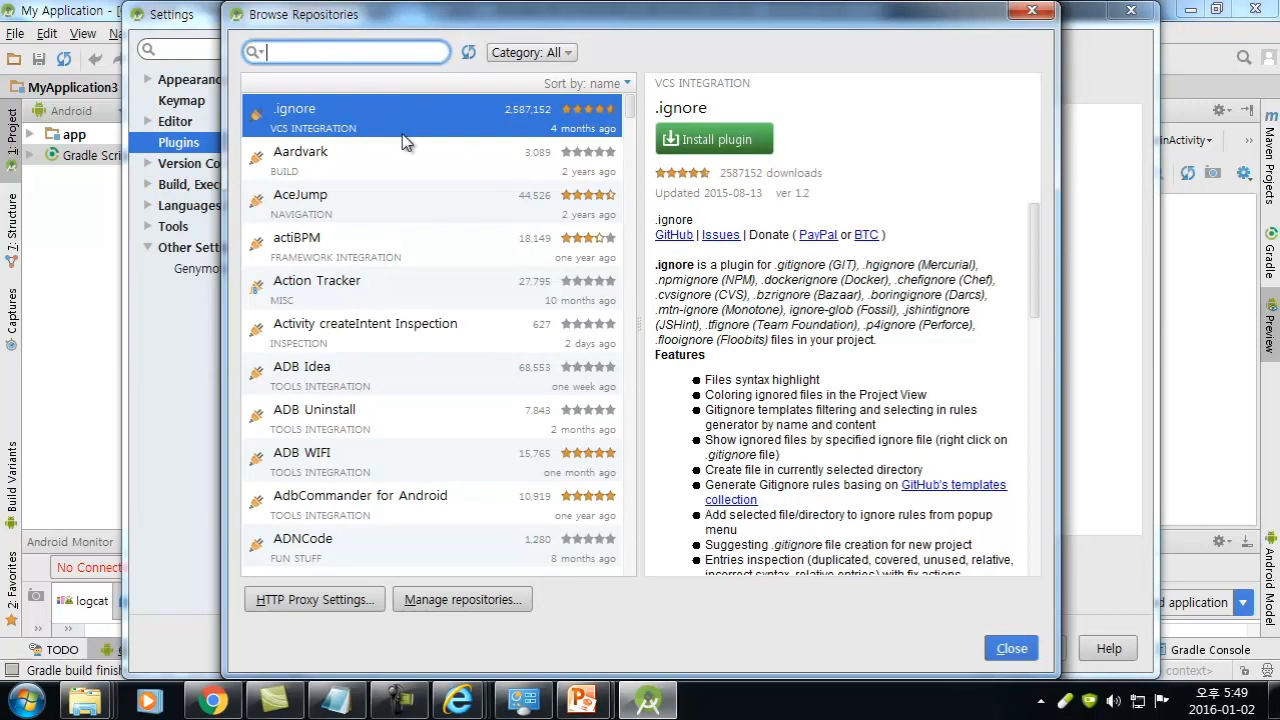 My Application - [
Settings
Browse Repositories
File Edit View
MyApplication3
Android
app
Gradle Scri
1: Project
7: Structure
Captures
Build Variants
2: Favorites
Appearanc
Keymap
Editor
Plugins
Version Co
Build, Exec
Languages
Tools
Other Sett
Genymo
Category: All
Sort by: name
.ignore 2,587,152
VCS INTEGRATION 4 months ago
Aardvark 3,089
BUILD 2 years ago
AceJump 44,526
NAVIGATION 2 years ago
actiBPM 18,149
FRAMEWORK INTEGRATION one year ago
Action Tracker 27,795
MISC 10 months ago
Activity createIntent Inspection 627
INSPECTION 2 days ago
ADB Idea 68,553
TOOLS INTEGRATION one week ago
ADB Uninstall 7,843
TOOLS INTEGRATION 2 months ago
ADB WIFI 15,765
TOOLS INTEGRATION one month ago
AdbCommander for Android 10,919
TOOLS INTEGRATION one year ago
ADNCode 1,280
FUN STUFF 8 months ago
HTTP Proxy Settings...
Manage repositories...
VCS INTEGRATION
.ignore
Install plugin
2587152 downloads
Updated 2015-08-13 ver 1.2
.ignore
GitHub | Issues | Donate ( PayPal or BTC )
.ignore is a plugin for .gitignore (GIT), .hgignore (Mercurial),
.npmignore (NPM), .dockerignore (Docker), .chefignore (Chef),
.cvsignore (CVS), .bzrignore (Bazaar), .boringignore (Darcs),
.mtn-ignore (Monotone), ignore-glob (Fossil), .jshintignore
(JSHint), .tfignore (Team Foundation), .p4ignore (Perforce),
.flooignore (Floobits) files in your project.
Features
Files syntax highlight
Coloring ignored files in the Project View
Gitignore templates filtering and selecting in rules
generator by name and content
Show ignored files by specified ignore file (right click on
.gitignore file)
Create file in currently selected directory
Generate Gitignore rules basing on GitHub's templates
collection
Add selected file/directory to ignore rules from popup
menu
Suggesting .gitignore file creation for new project
Entries inspection (duplicated, covered, unused, relative,
incorrect syntax, relative entries) with fix actions
Close
Help
inActivity
Maven Projects
Gradle
Preview
Android Model
Android Monitor
No Connect
logcat
d application
TODO
6
Gradle Console
Gradle build finis
context>
오후 5:49
2016-01-02